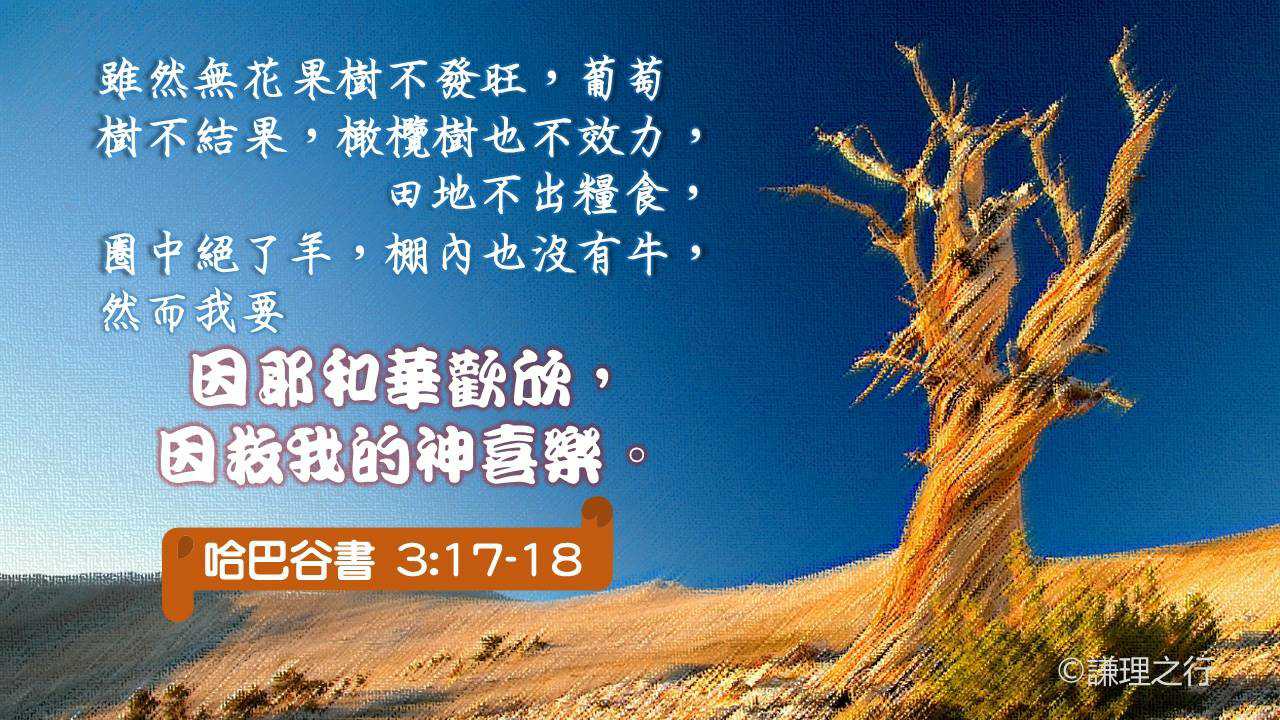 雖然無花果樹不發旺，葡萄
樹不結果，橄欖樹也不效力，
田地不出糧食，
圈中絕了羊，棚內也沒有牛，
然而我要
因耶和華歡欣，
因救我的神喜樂。
哈巴谷書 3:17-18
©謙理之行